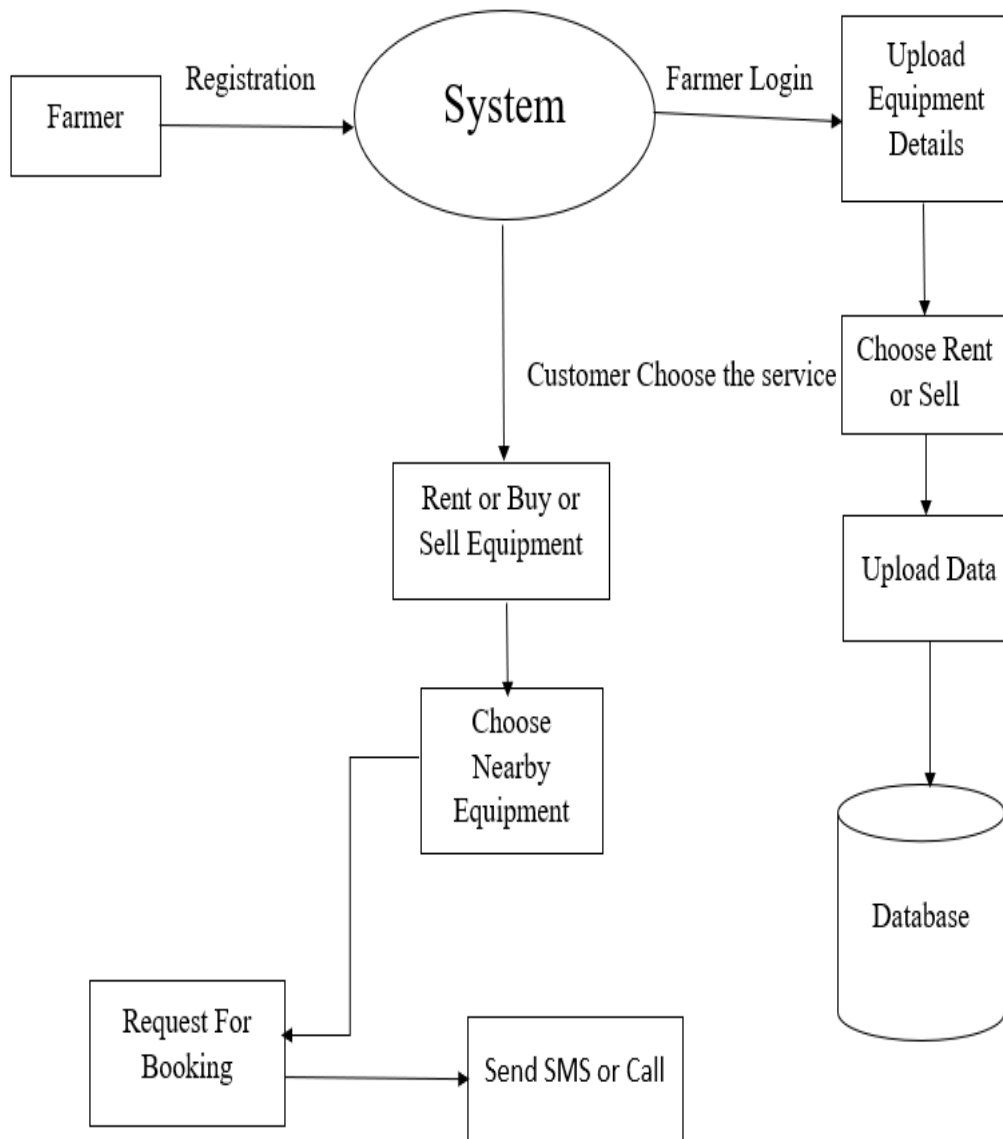 Farmer
Registration
System
Farmer Login
Upload
Equipment
Details
Customer Choose the service
Choose Rent
or Sell
Rent or Buy or
Sell Equipment
Upload Data
Choose
Nearby
Equipment
Database
Request For
Booking
Send SMS or Call